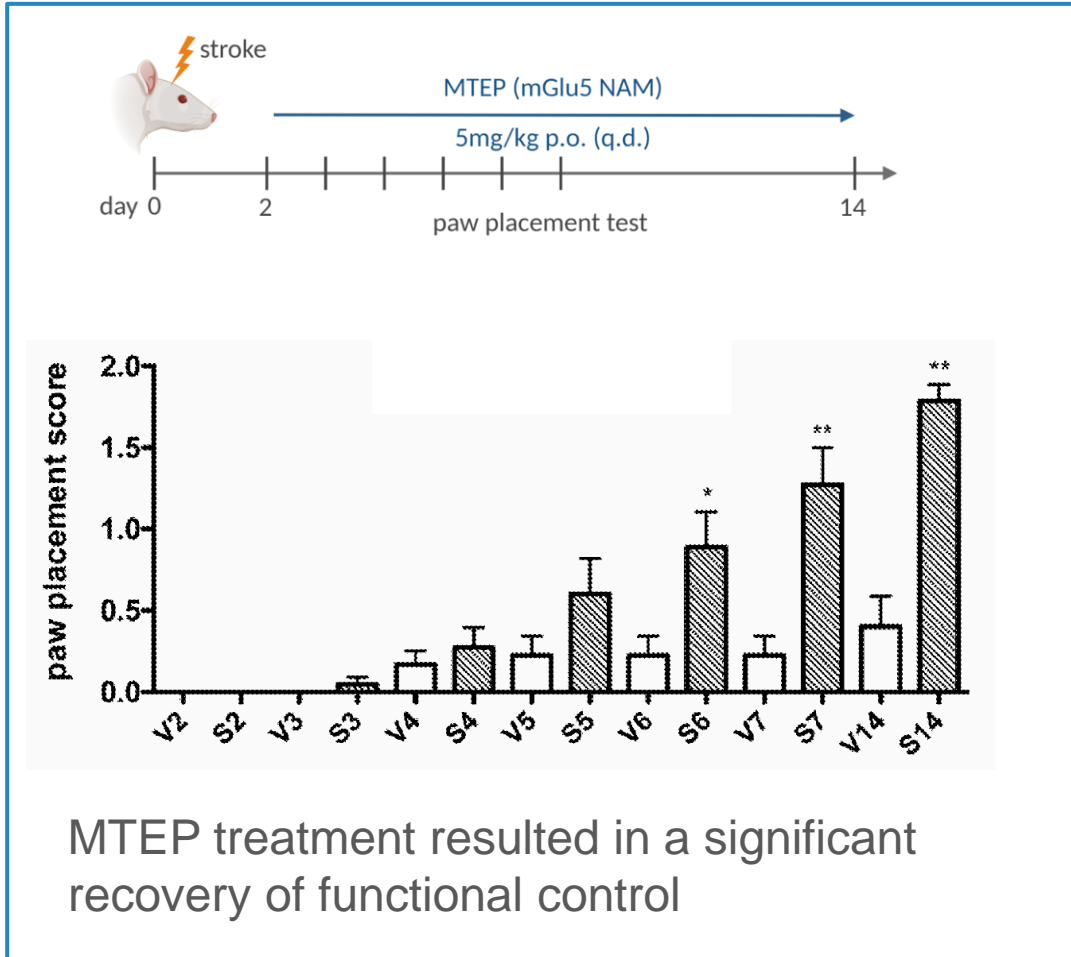 stroke
MTEP (mGlu5 NAM)
5mg/kg p.o. (q.d.)
day 0 2 14
paw placement test
paw placement score
2.0
1.5
1.0
0.5
0.0
**
**
*
V2 S2 V3 S3 V4 S4 V5 S5 V6 S6 V7 S7 V14 S14
MTEP treatment resulted in a significant
recovery of functional control